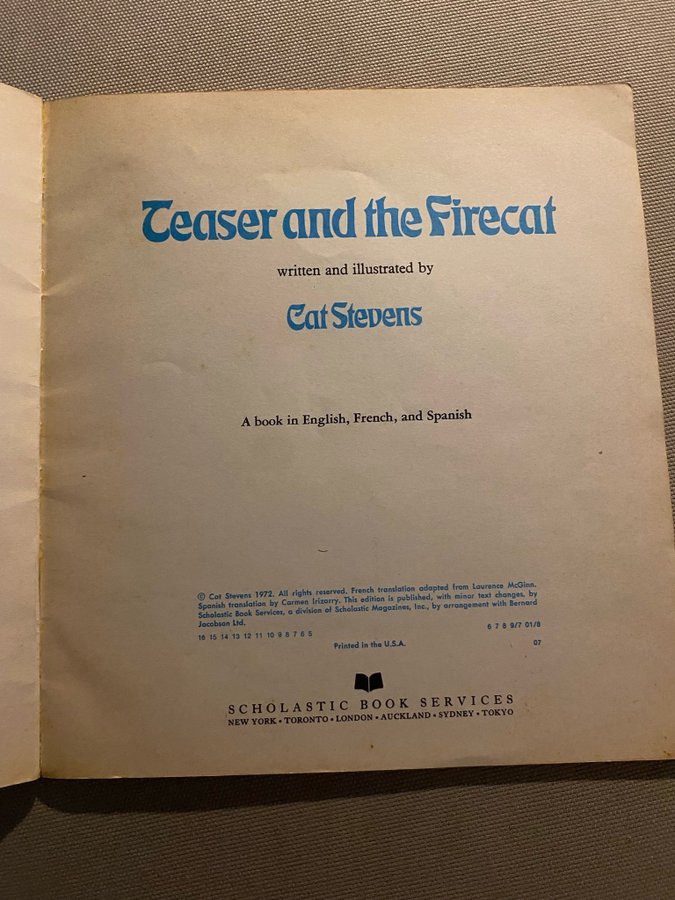 Teaser and the Firecat
written and illustrated by
Cat Stevens
A book in English, French, and Spanish
© Cat Stevens 1972. All rights reserved. French translation adapted from Laurence McGinn.
Spanish translation by Carmen Irizarry. This edition is published, with minor text changes, by
Scholastic Book Services, a division of Scholastic Magazines, Inc., by arrangement with Bernard
Jacobson Ltd.
16 15 14 13 12 11 10 9 8 7 6 5
6 7 8 9/7 01/8
Printed in the U.S.A.
07
SCHOLASTIC BOOK SERVICES
NEW YORK • TORONTO • LONDON • AUCKLAND • SYDNEY • TOKYO